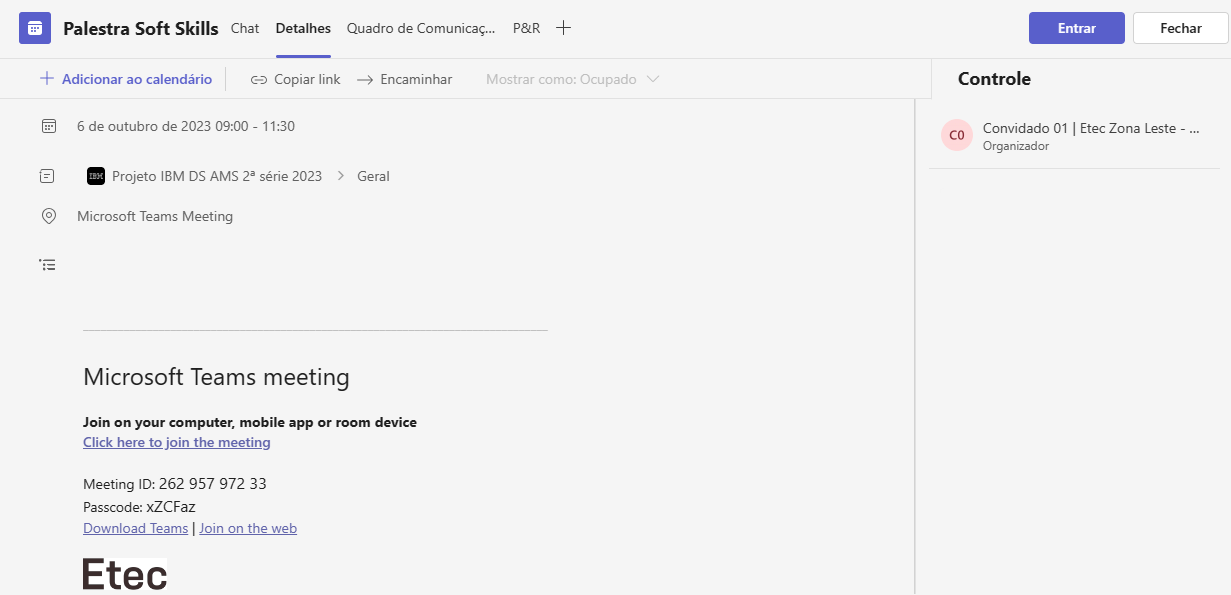 Palestra Soft Skills Chat Detalhes Quadro de Comunicaç... P&R Entrar Fechar
Adicionar ao calendário Copiar link Encaminhar Mostrar como: Ocupado
Controle
6 de outubro de 2023 09:00 - 11:30
C0 Convidado 01 | Etec Zona Leste - ...
Organizador
IBM Projeto IBM DS AMS 2ª série 2023 > Geral
Microsoft Teams Meeting
Microsoft Teams meeting
Join on your computer, mobile app or room device
Click here to join the meeting
Meeting ID: 262 957 972 33
Passcode: xZCFaz
Download Teams | Join on the web
Etec